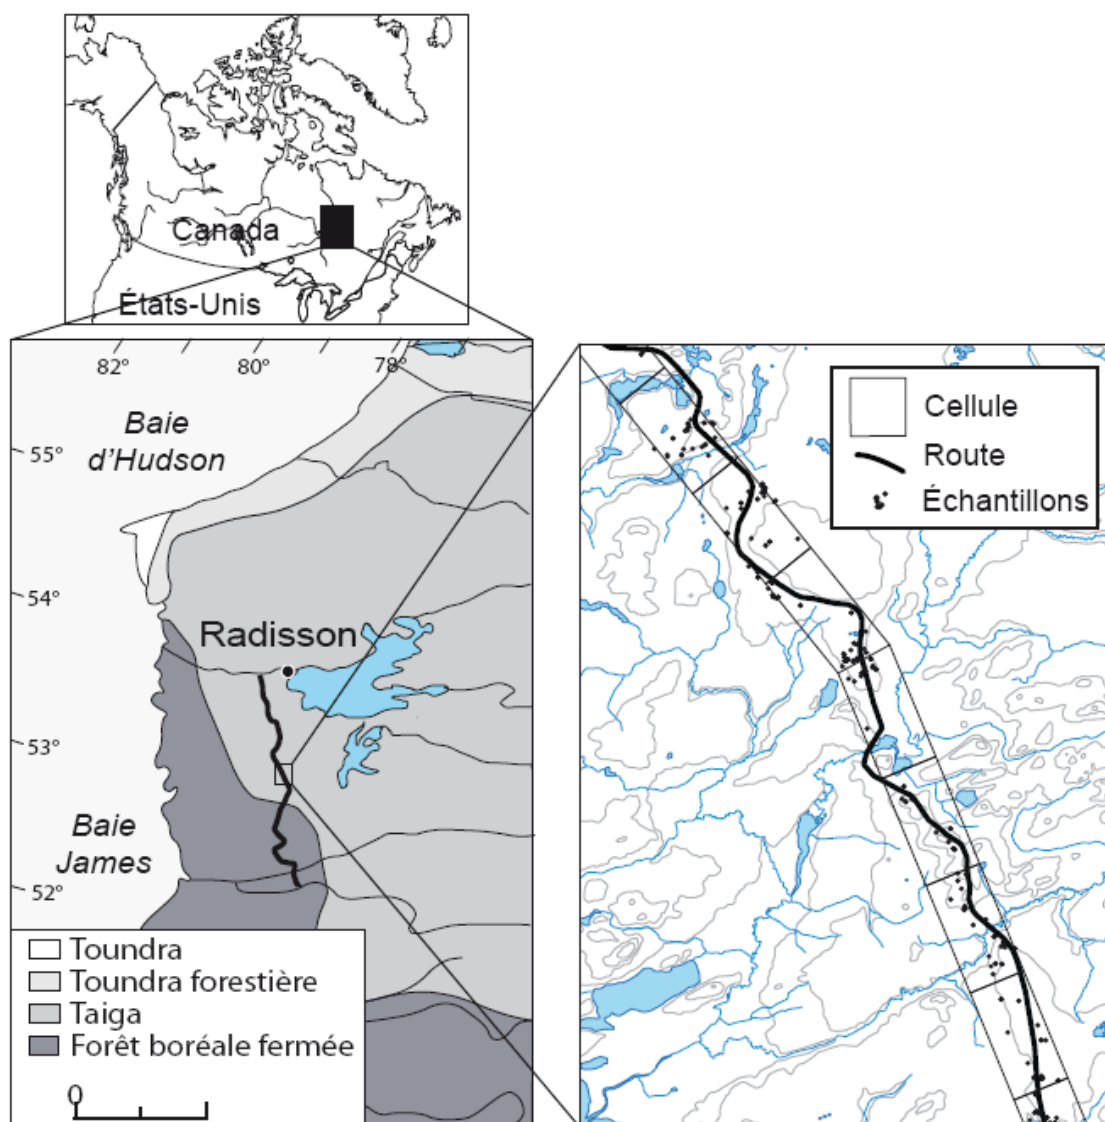 Canada
États-Unis
82°
80°
78°
Baie
d'Hudson
55°
54°
Radisson
53°
Baie
James
52°
Toundra
Toundra forestière
Taiga
Forêt boréale fermée
0
Cellule
Route
Échantillons